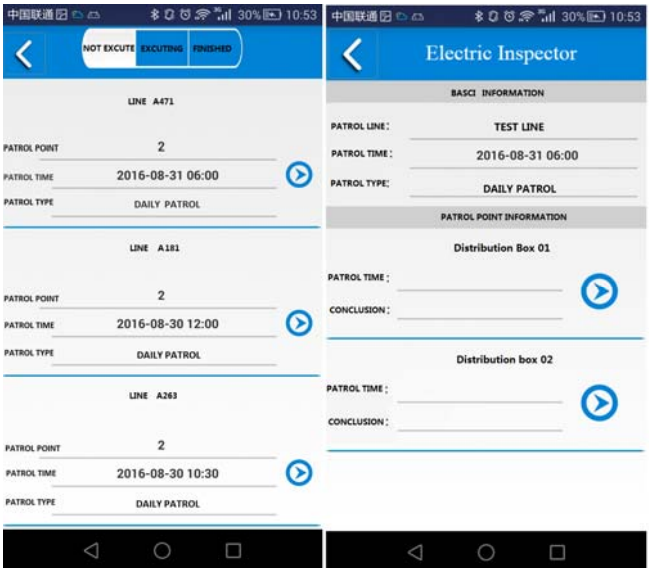 中国联通 3G 30% 10:53
NOT EXCUTE EXCUTING FINISHED
LINE A471
PATROL POINT 2
PATROL TIME 2016-08-31 06:00
PATROL TYPE DAILY PATROL
LINE A181
PATROL POINT 2
PATROL TIME 2016-08-30 12:00
PATROL TYPE DAILY PATROL
LINE A263
PATROL POINT 2
PATROL TIME 2016-08-30 10:30
PATROL TYPE DAILY PATROL
中国联通 3G 30% 10:53
Electric Inspector
BASCI INFORMATION
PATROL LINE: TEST LINE
PATROL TIME: 2016-08-31 06:00
PATROL TYPE: DAILY PATROL
PATROL POINT INFORMATION
Distribution Box 01
PATROL TIME:
CONCLUSION:
Distribution box 02
PATROL TIME:
CONCLUSION: